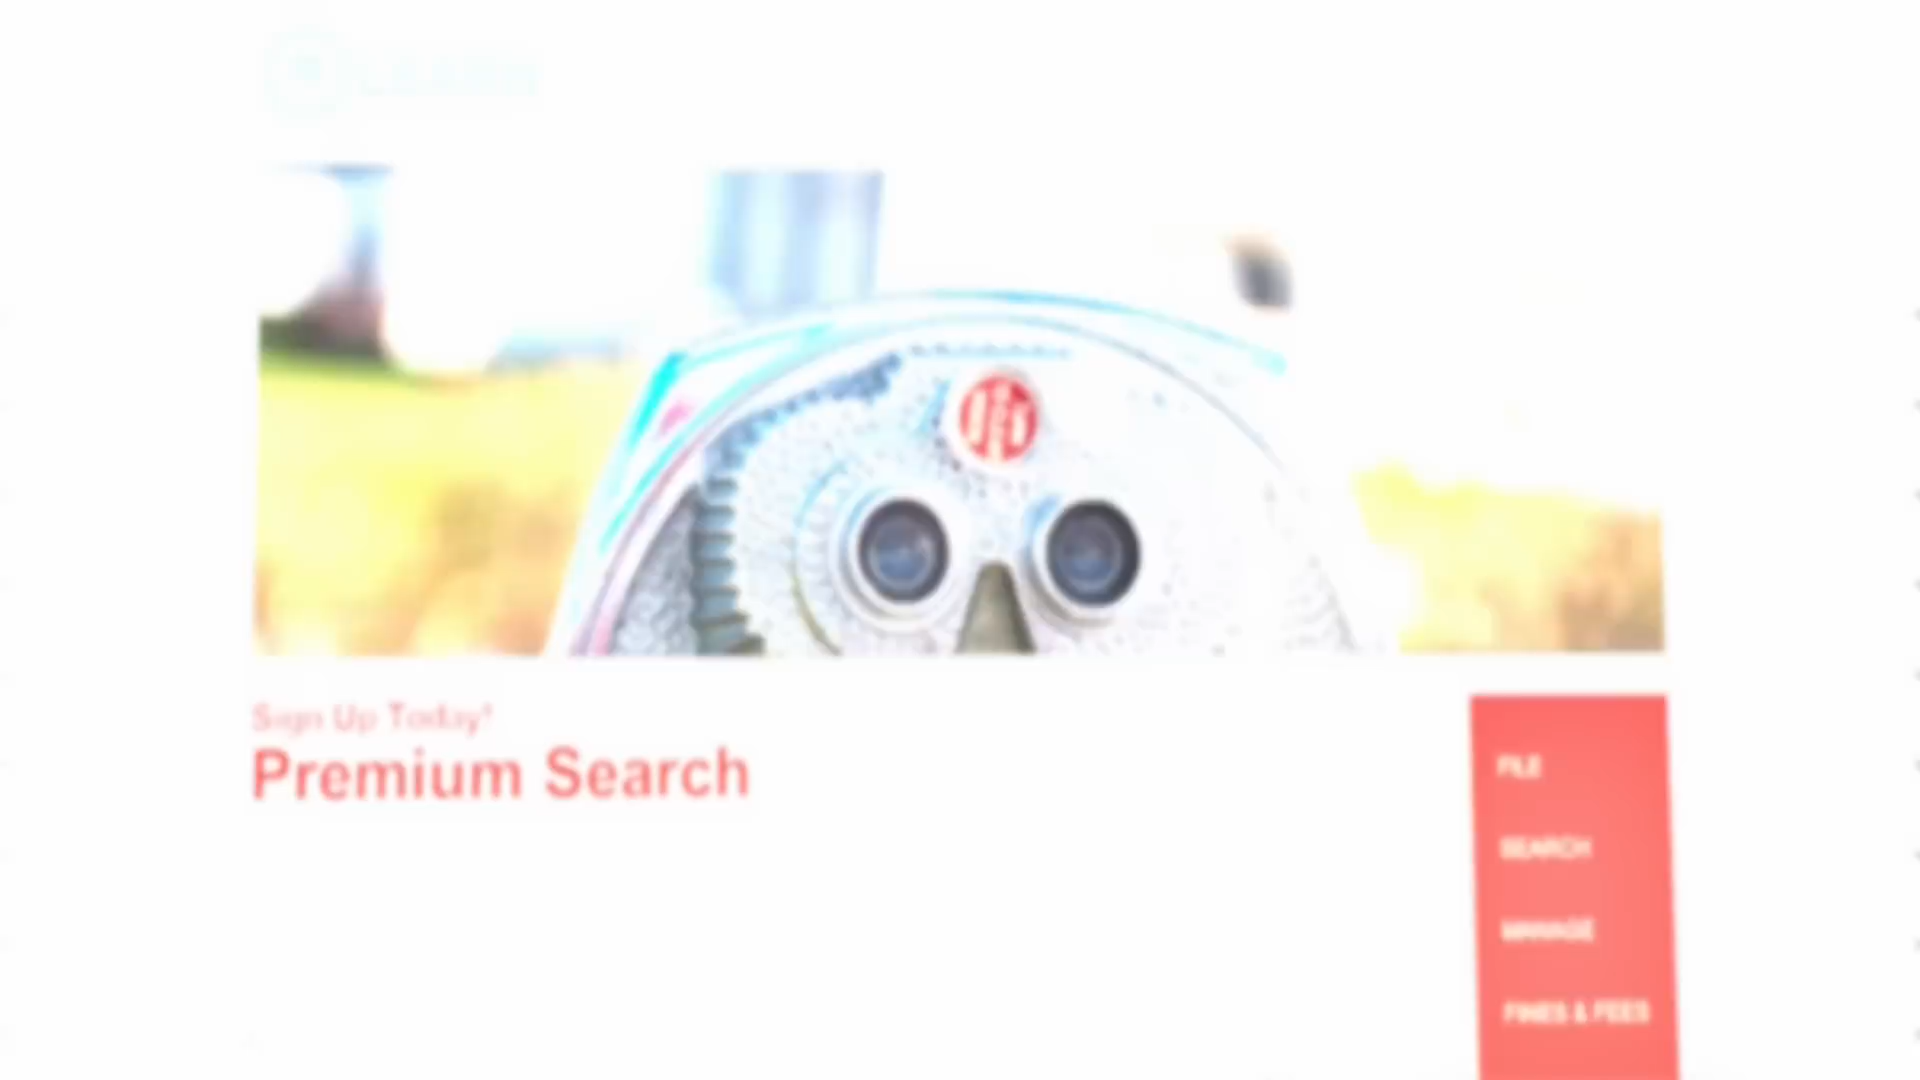 Sign Up Today!
Premium Search
FILE
SEARCH
MANAGE
FINES & FEES